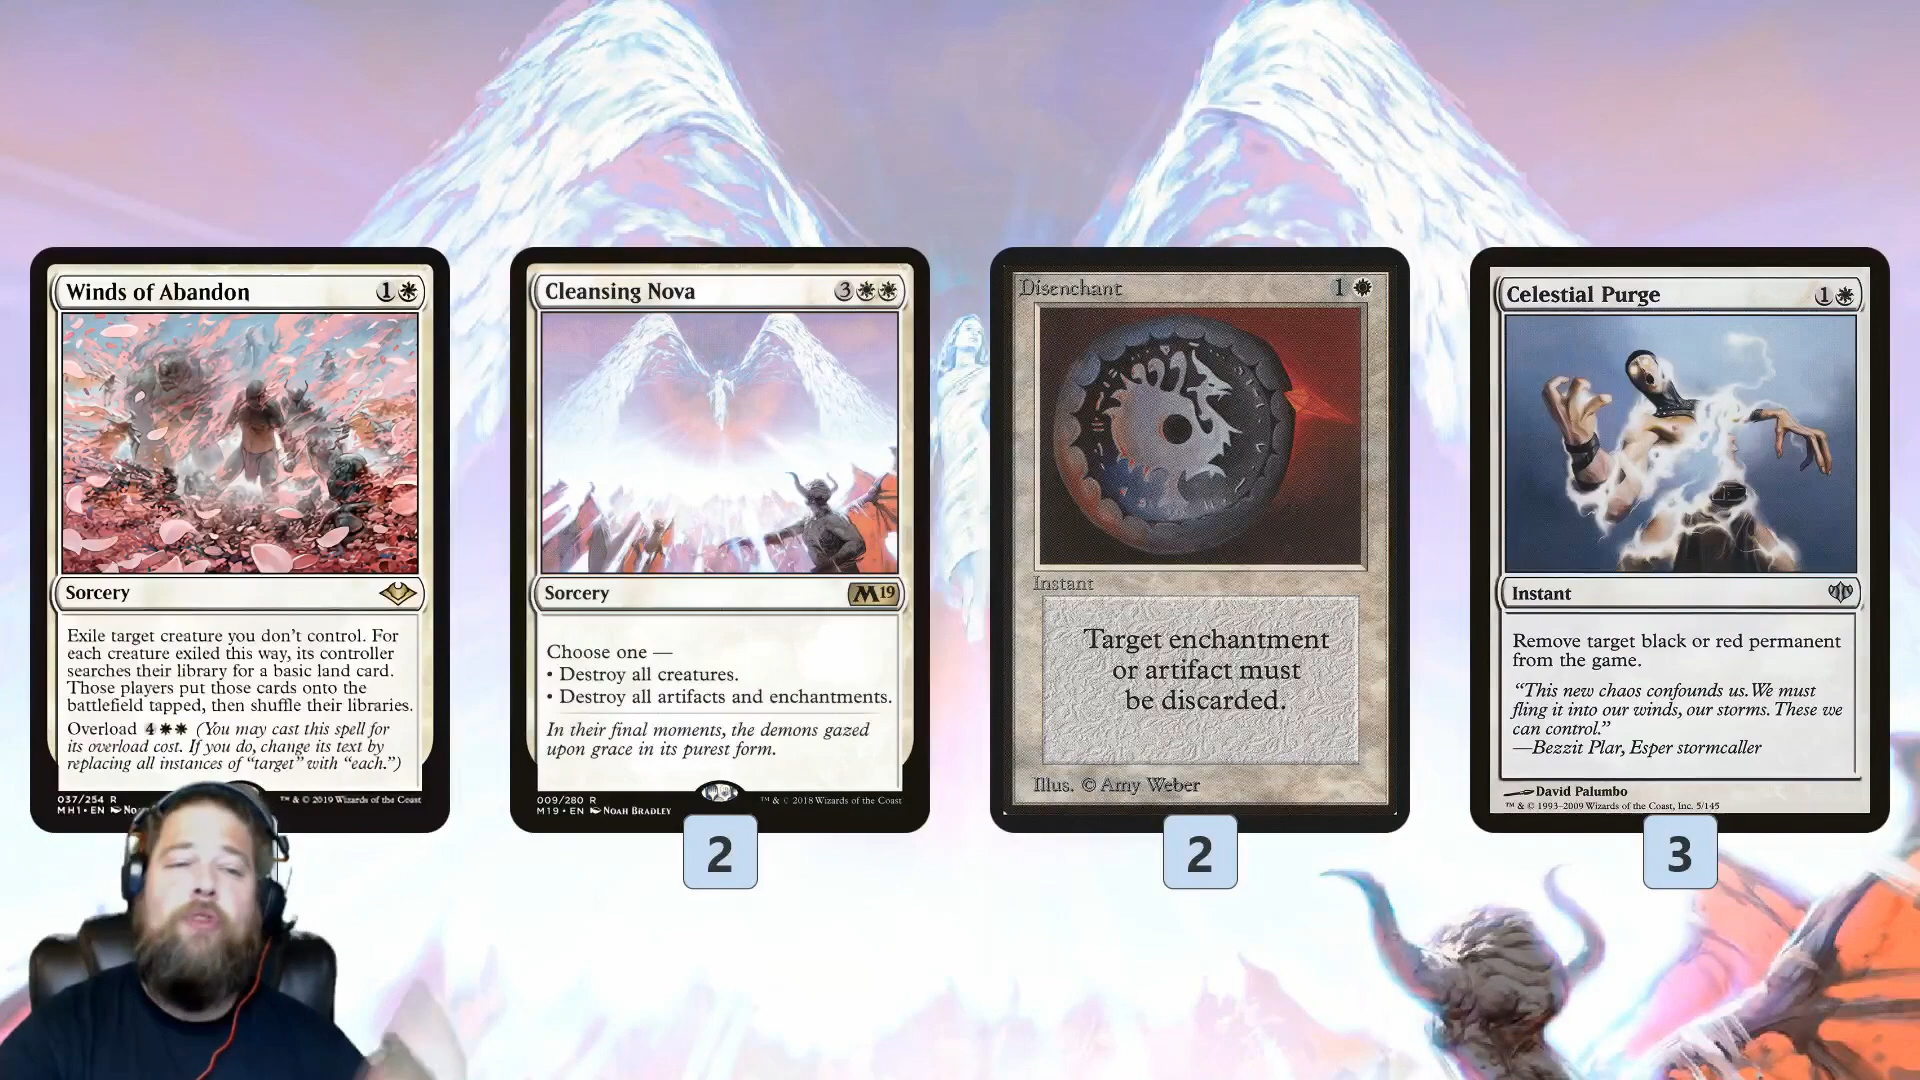 Winds of Abandon 1
Sorcery
Exile target creature you don't control. For
each creature exiled this way, its controller
searches their library for a basic land card.
Those players put those cards onto the
battlefield tapped, then shuffle their libraries.
Overload 4 (You may cast this spell for
its overload cost. If you do, change its text by
replacing all instances of "target" with "each.")
037/254 R
MH1 • EN
™ & © 2019 Wizards of the Coast
Cleansing Nova 3
Sorcery M19
Choose one —
• Destroy all creatures.
• Destroy all artifacts and enchantments.
In their final moments, the demons gazed
upon grace in its purest form.
009/280 R
M19 • EN NOAH BRADLEY
™ & © 2018 Wizards of the Coast
2
Disenchant 1
Instant
Target enchantment
or artifact must
be discarded.
Illus. © Amy Weber
2
Celestial Purge 1
Instant
Remove target black or red permanent
from the game.
"This new chaos confounds us. We must
fling it into our winds, our storms. These we
can control."
—Bezzit Plar, Esper stormcaller
David Palumbo
™ & © 1993–2009 Wizards of the Coast, Inc. 5/145
3